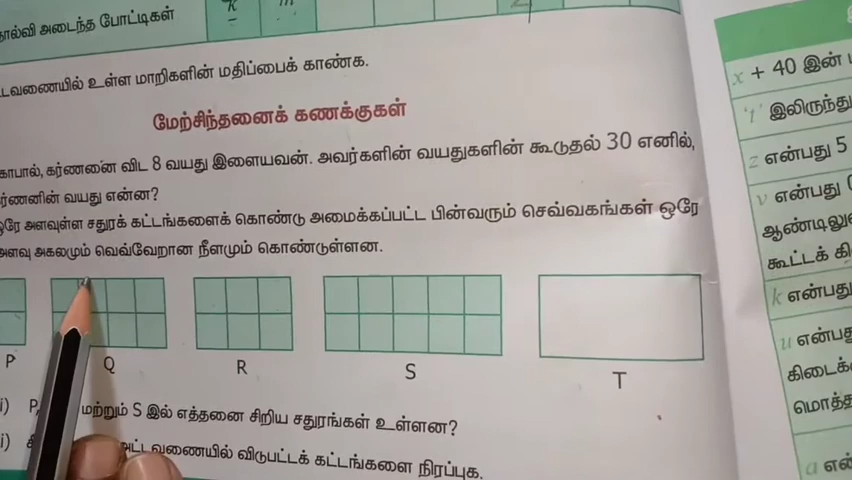 தோல்வி அடைந்த போட்டிகள்
k m
உள்ள மாறிகளின் மதிப்பைக் காண்க.
மேற்சிந்தனைக் கணக்குகள்
கோபால், கர்ணனை விட 8 வயது இளையவன். அவர்களின் வயதுகளின் கூடுதல் 30 எனில்,
கர்ணனின் வயது என்ன?
ஒரே அளவுள்ள சதுரக் கட்டங்களைக் கொண்டு அமைக்கப்பட்ட பின்வரும் செவ்வகங்கள் ஒரே
அளவு அகலமும் வெவ்வேறான நீளமும் கொண்டுள்ளன.
P Q R S T
i) P, மற்றும் S இல் எத்தனை சிறிய சதுரங்கள் உள்ளன?
i) அட்டவணையில் விடுபட்டக் கட்டங்களை நிரப்புக.
x + 40 இன்
't' இலிருந்து
z என்பது 5
v என்பது
கூட்டக்
k என்பது
u என்பது
a